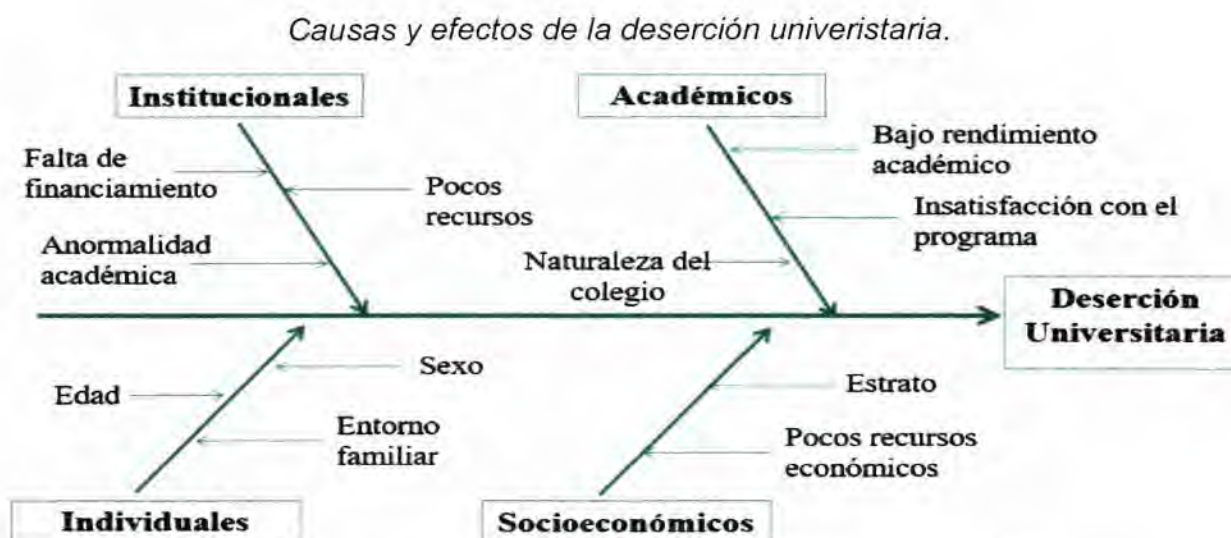 Causas y efectos de la deserción univeristaria.
Institucionales
Académicos
Falta de
financiamiento
Pocos
recursos
Anormalidad
académica
Bajo rendimiento
académico
Insatisfacción con el
programa
Naturaleza del
colegio
Deserción
Universitaria
Edad
Sexo
Entorno
familiar
Estrato
Pocos recursos
económicos
Individuales
Socioeconómicos